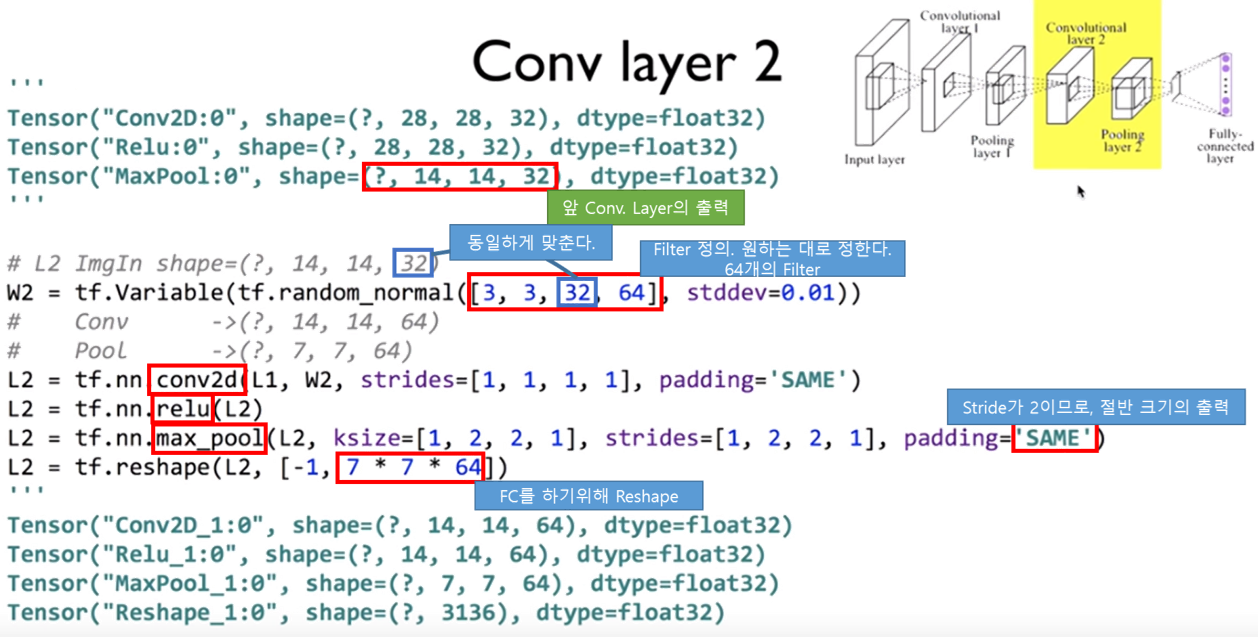 Conv layer 2
Convolutional
layer 1
Convolutional
layer 2
Input layer
Pooling
layer 1
Pooling
layer 2
Fully-
connected
layer
'''
Tensor("Conv2D:0", shape=(?, 28, 28, 32), dtype=float32)
Tensor("Relu:0", shape=(?, 28, 28, 32), dtype=float32)
Tensor("MaxPool:0", shape=(?, 14, 14, 32), dtype=float32)
'''
앞 Conv. Layer의 출력
동일하게 맞춘다.
Filter 정의. 원하는 대로 정한다.
64개의 Filter
# L2 ImgIn shape=(?, 14, 14, 32)
W2 = tf.Variable(tf.random_normal([3, 3, 32, 64], stddev=0.01))
#    Conv      ->(?, 14, 14, 64)
#    Pool      ->(?, 7, 7, 64)
L2 = tf.nn.conv2d(L1, W2, strides=[1, 1, 1, 1], padding='SAME')
L2 = tf.nn.relu(L2)
Stride가 2이므로, 절반 크기의 출력
L2 = tf.nn.max_pool(L2, ksize=[1, 2, 2, 1], strides=[1, 2, 2, 1], padding='SAME')
L2 = tf.reshape(L2, [-1, 7 * 7 * 64])
FC를 하기위해 Reshape
'''
Tensor("Conv2D_1:0", shape=(?, 14, 14, 64), dtype=float32)
Tensor("Relu_1:0", shape=(?, 14, 14, 64), dtype=float32)
Tensor("MaxPool_1:0", shape=(?, 7, 7, 64), dtype=float32)
Tensor("Reshape_1:0", shape=(?, 3136), dtype=float32)